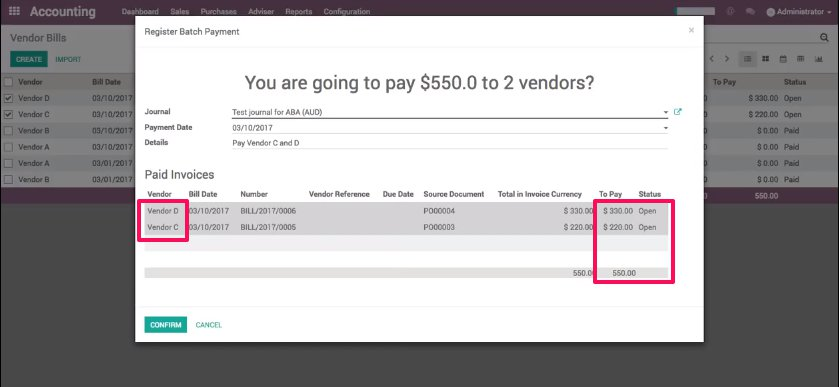 Accounting Dashboard Sales Purchases Adviser Reports Configuration Administrator
Vendor Bills
Register Batch Payment ×
CREATE IMPORT
You are going to pay $550.0 to 2 vendors?
Vendor Bill Date To Pay Status
Vendor D 03/10/2017 $ 330.00 Open
Vendor C 03/10/2017 $ 220.00 Open
Vendor B 03/10/2017 $ 0.00 Paid
Vendor A 03/10/2017 $ 0.00 Paid
Vendor A 03/01/2017 $ 0.00 Paid
Vendor B 03/10/2017 $ 0.00 Paid
550.00
Journal Test journal for ABA (AUD)
Payment Date 03/10/2017
Details Pay Vendor C and D
Paid Invoices
Vendor Bill Date Number Vendor Reference Due Date Source Document Total in Invoice Currency To Pay Status
Vendor D 03/10/2017 BILL/2017/0006 PO00004 $ 330.00 $ 330.00 Open
Vendor C 03/10/2017 BILL/2017/0005 PO00003 $ 220.00 $ 220.00 Open
550.00 550.00
CONFIRM CANCEL